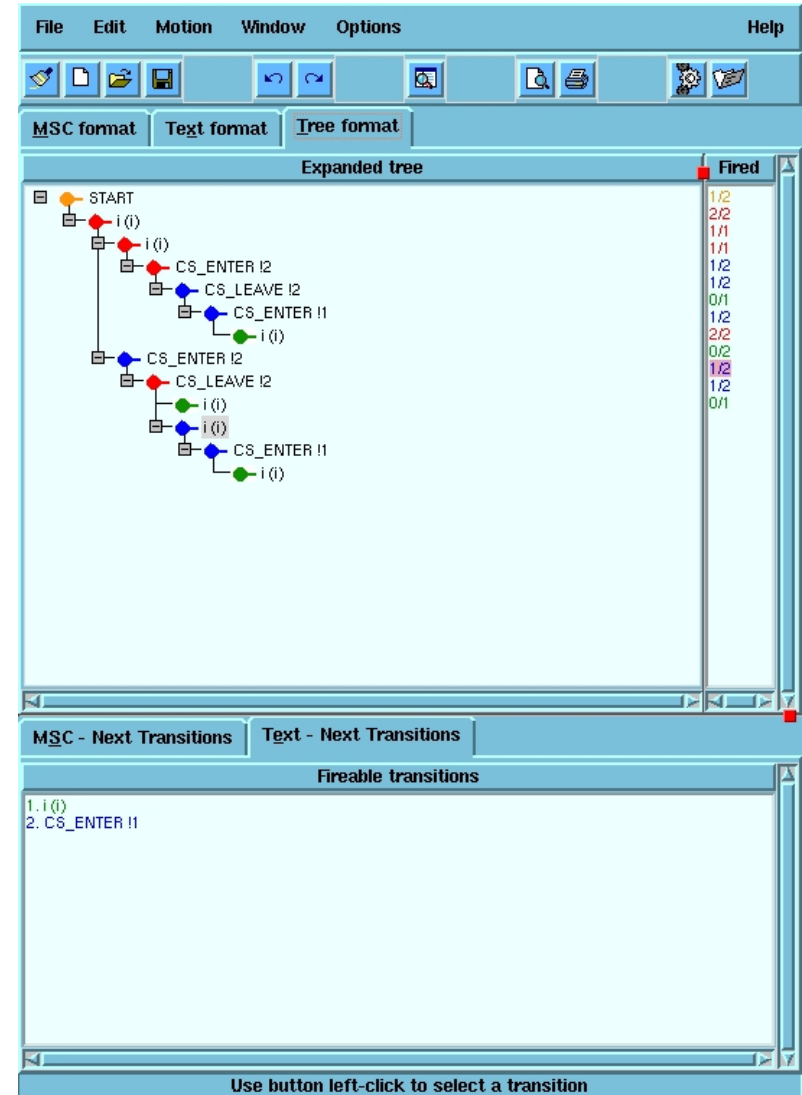 File Edit Motion Window Options Help
MSC format Text format Tree format
Expanded tree Fired
START 1/2
i (i) 2/2
i (i) 1/1
CS_ENTER !2 1/1
CS_LEAVE !2 1/2
CS_ENTER !1 1/2
i (i) 0/1
CS_ENTER !2 1/2
CS_LEAVE !2 2/2
i (i) 0/2
i (i) 1/2
CS_ENTER !1 1/2
i (i) 0/1
MSC - Next Transitions Text - Next Transitions
Fireable transitions
1. i (i)
2. CS_ENTER !1
Use button left-click to select a transition